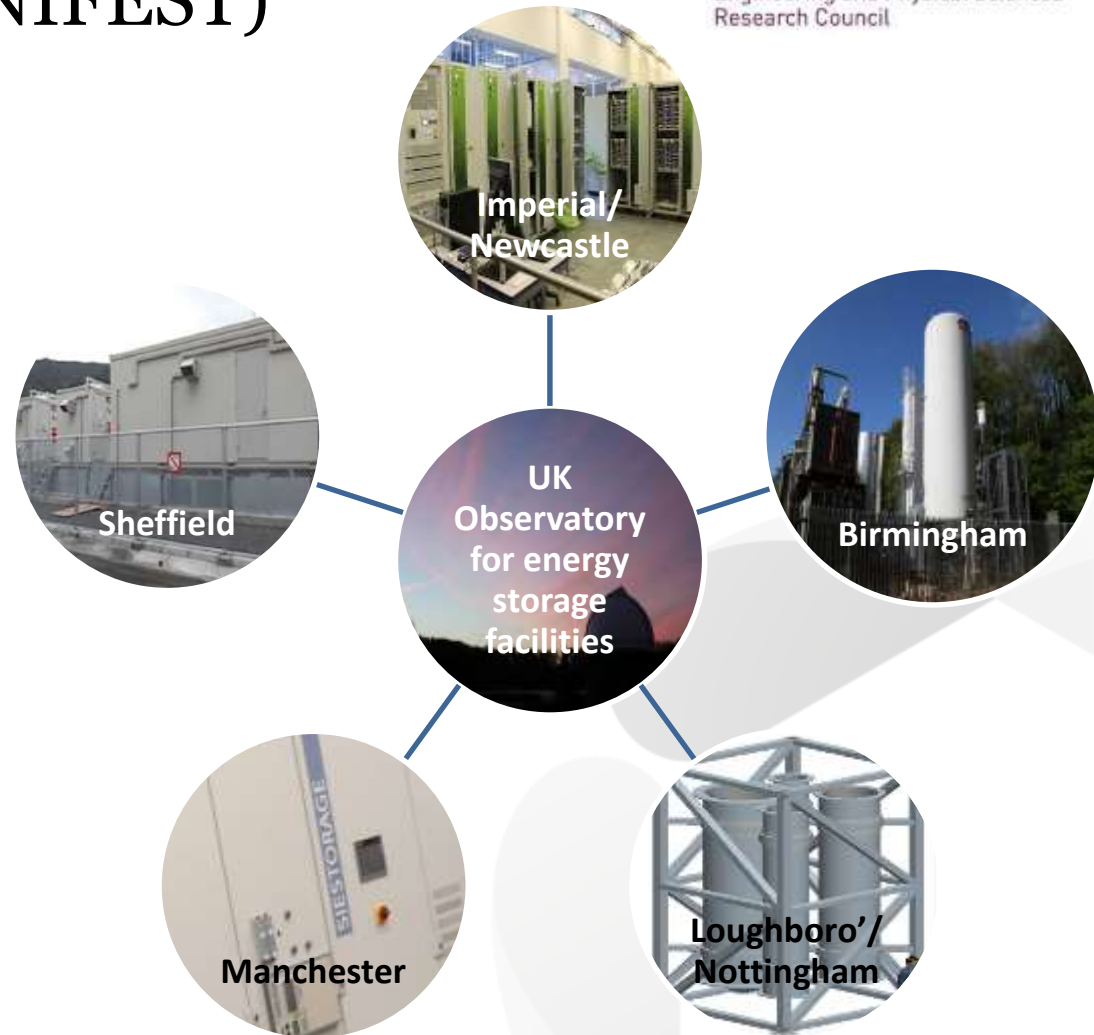 NIFEST)
Research Council
Imperial/
Newcastle
Sheffield
Birmingham
UK
Observatory
for energy
storage
facilities
SIESTORAGE
Manchester
Loughboro’/
Nottingham